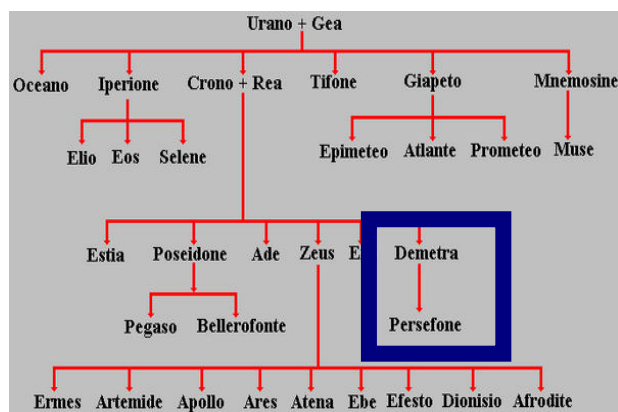 Urano + Gea
Oceano Iperione Crono + Rea Tifone Giapeto Mnemosine
Elio Eos Selene Epimeteo Atlante Prometeo Muse
Estia Poseidone Ade Zeus E Demetra
Pegaso Bellerofonte Persefone
Ermes Artemide Apollo Ares Atena Ebe Efesto Dionisio Afrodite